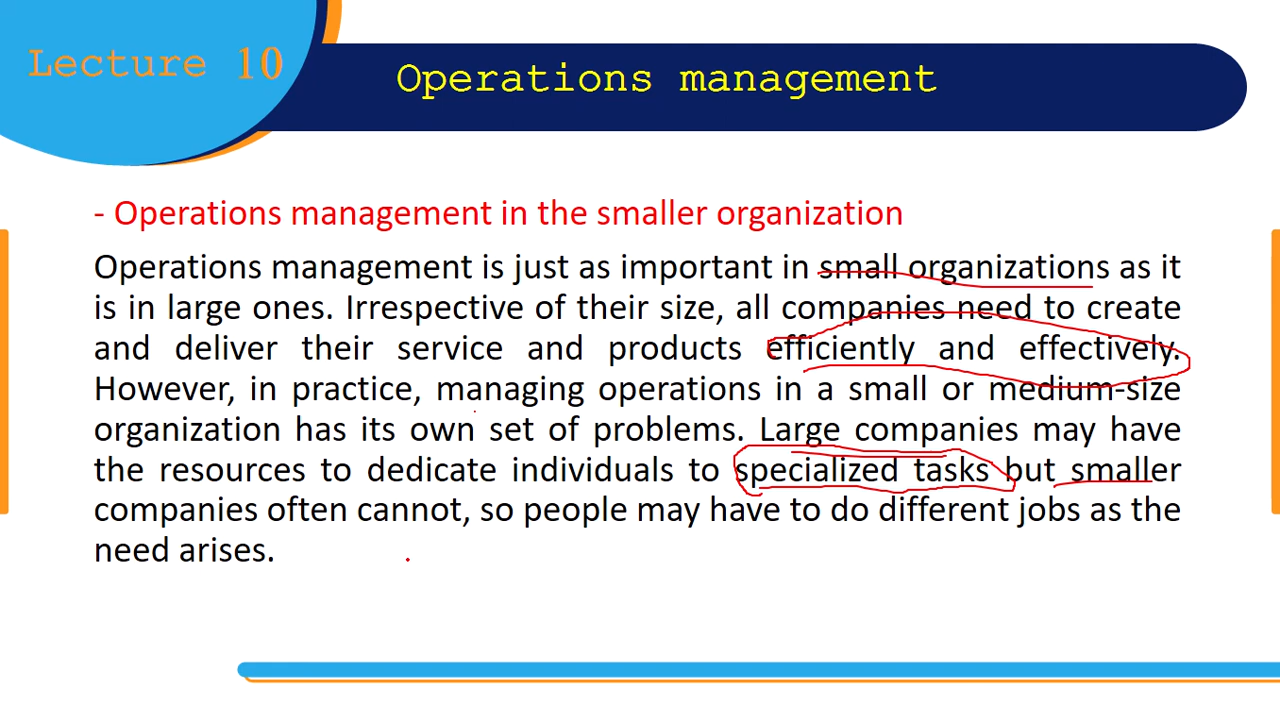 Lecture 10
Operations management
- Operations management in the smaller organization
Operations management is just as important in small organizations as it
is in large ones. Irrespective of their size, all companies need to create
and deliver their service and products efficiently and effectively.
However, in practice, managing operations in a small or medium-size
organization has its own set of problems. Large companies may have
the resources to dedicate individuals to specialized tasks but smaller
companies often cannot, so people may have to do different jobs as the
need arises.